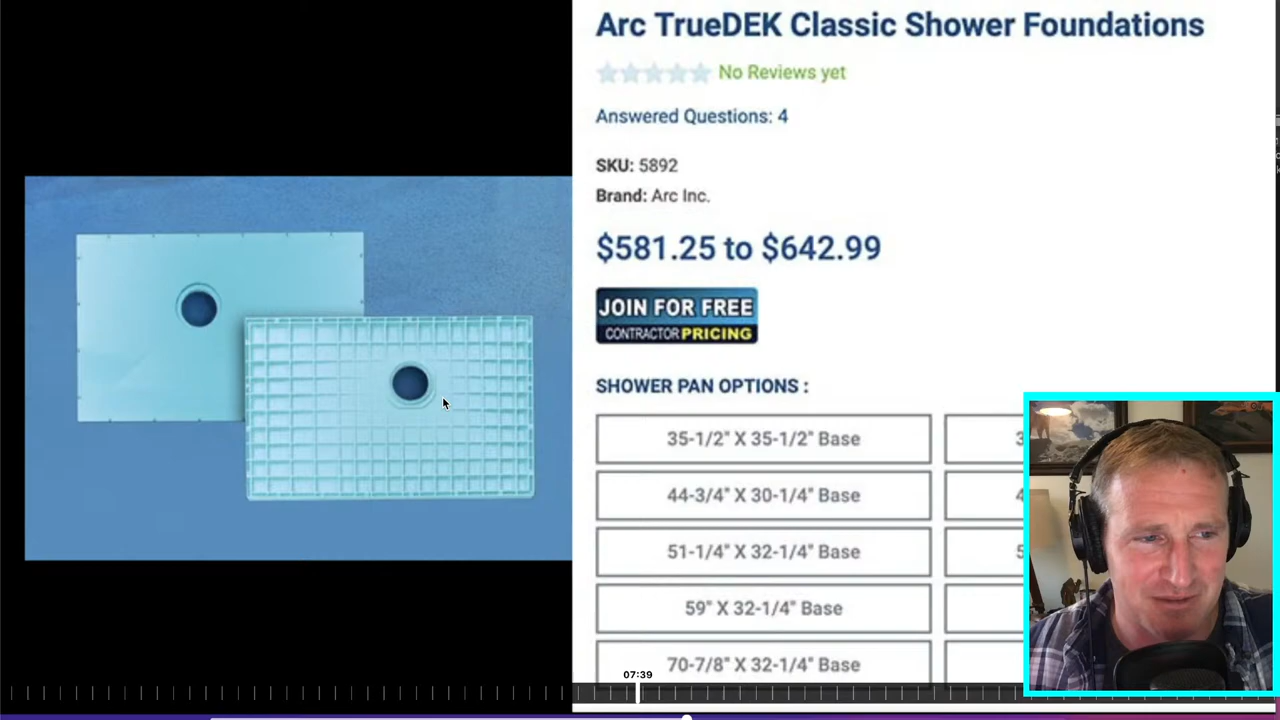 Arc TrueDEK Classic Shower Foundations
No Reviews yet
Answered Questions: 4
SKU: 5892
Brand: Arc Inc.
$581.25 to $642.99
JOIN FOR FREE
CONTRACTOR PRICING
SHOWER PAN OPTIONS :
35-1/2" X 35-1/2" Base
44-3/4" X 30-1/4" Base
51-1/4" X 32-1/4" Base
59" X 32-1/4" Base
70-7/8" X 32-1/4" Base
07:39